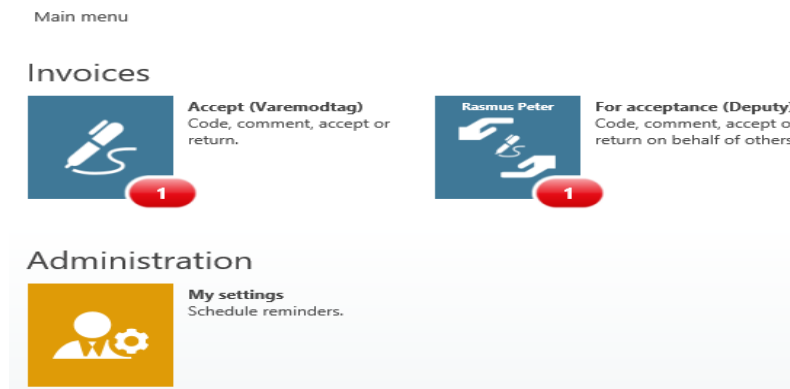 Main menu
Invoices
Accept (Varemodtag)
Code, comment, accept or
return.
1
Rasmus Peter
For acceptance (Deputy)
Code, comment, accept o
return on behalf of others
1
Administration
My settings
Schedule reminders.